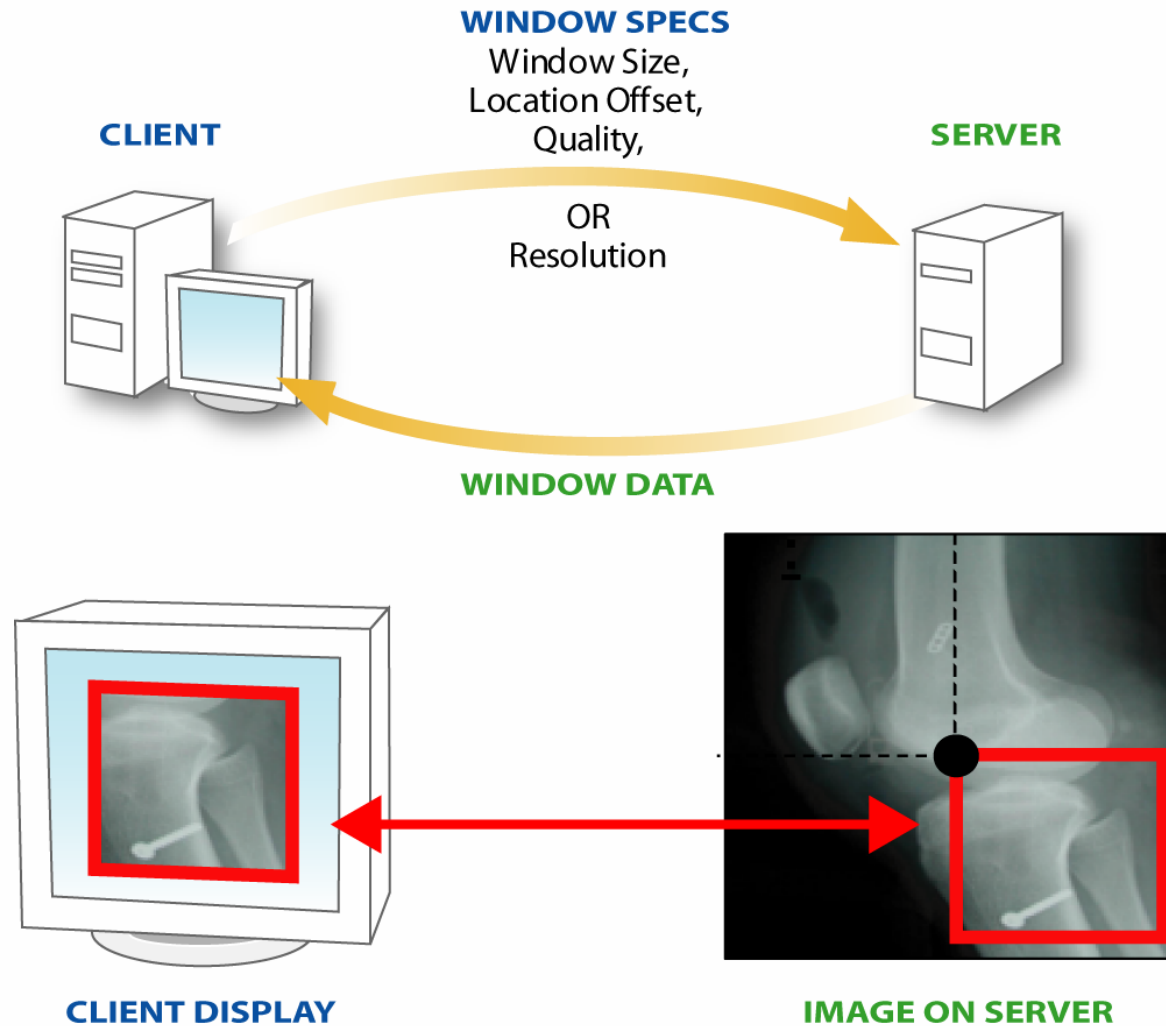 WINDOW SPECS
Window Size,
Location Offset,
Quality,
CLIENT
SERVER
OR
Resolution
WINDOW DATA
CLIENT DISPLAY
IMAGE ON SERVER